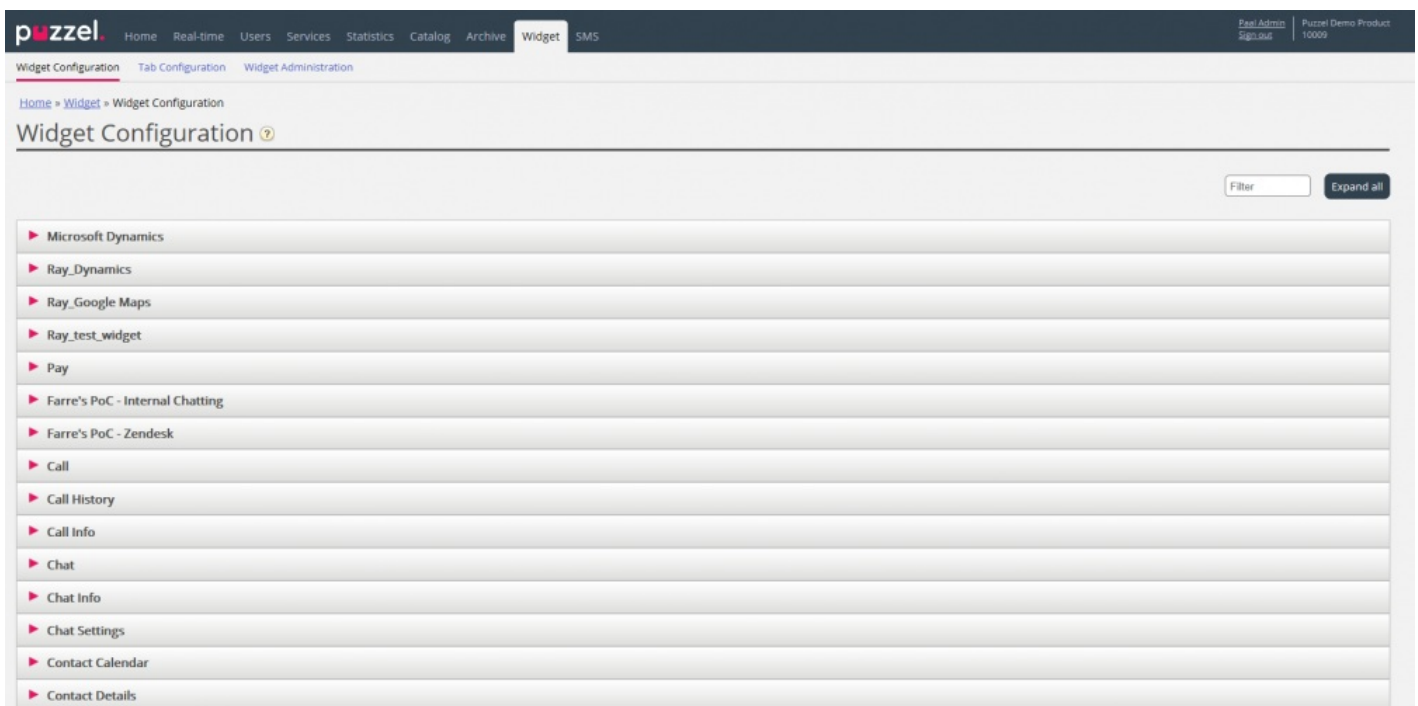 puzzel. Home Real-time Users Services Statistics Catalog Archive Widget SMS
Paal Admin Puzzel Demo Product
Sign out 10009
Widget Configuration Tab Configuration Widget Administration
Home » Widget » Widget Configuration
Widget Configuration ?
Filter Expand all
Microsoft Dynamics
Ray_Dynamics
Ray_Google Maps
Ray_test_widget
Pay
Farre's PoC - Internal Chatting
Farre's PoC - Zendesk
Call
Call History
Call Info
Chat
Chat Info
Chat Settings
Contact Calendar
Contact Details